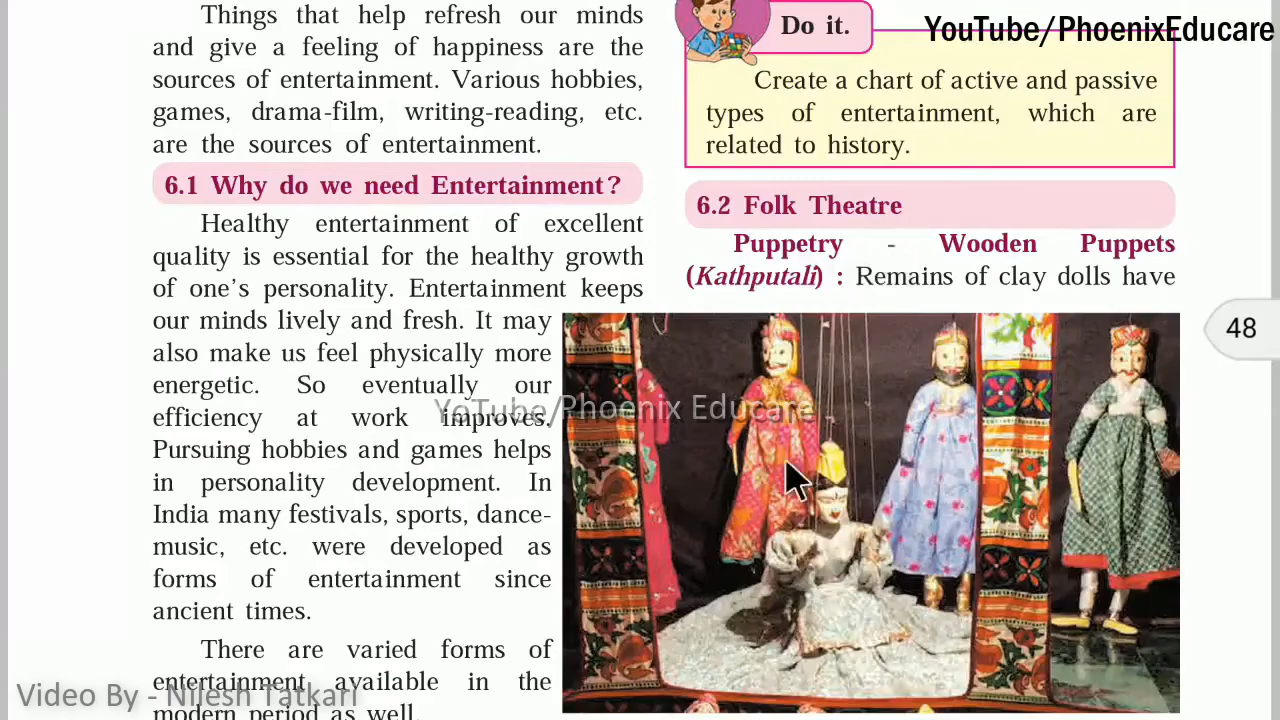 Things that help refresh our minds
and give a feeling of happiness are the
sources of entertainment. Various hobbies,
games, drama-film, writing-reading, etc.
are the sources of entertainment.
6.1 Why do we need Entertainment?
Healthy entertainment of excellent
quality is essential for the healthy growth
of one's personality. Entertainment keeps
our minds lively and fresh. It may
also make us feel physically more
energetic. So eventually our
efficiency at work improves.
Pursuing hobbies and games helps
in personality development. In
India many festivals, sports, dance-
music, etc. were developed as
forms of entertainment since
ancient times.
There are varied forms of
entertainment available in the
modern period as well.
Do it.
YouTube/PhoenixEducare
Create a chart of active and passive
types of entertainment, which are
related to history.
6.2 Folk Theatre
Puppetry - Wooden Puppets
(Kathputali) : Remains of clay dolls have
48
YoTube/Phoenix Educare
Video By - Nilesh Tatkari